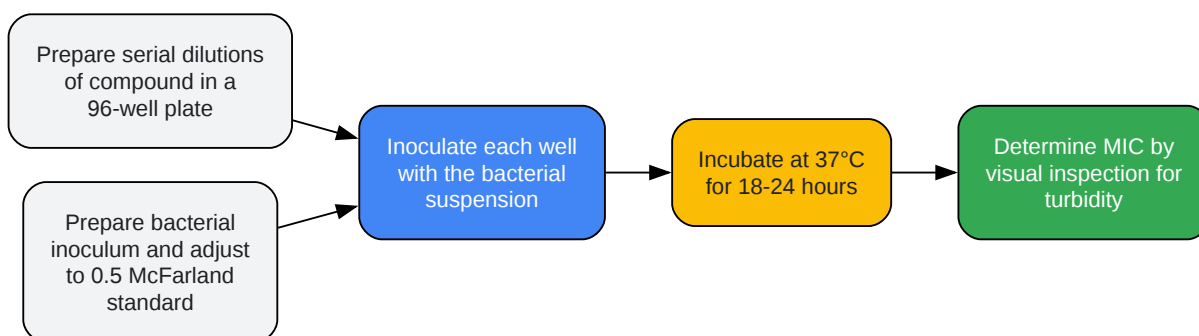 Prepare serial dilutions
of compound in a
96-well plate
Prepare bacterial
inoculum and adjust
to 0.5 McFarland
standard
Inoculate each well
with the bacterial
suspension
Incubate at 37°C
for 18-24 hours
Determine MIC by
visual inspection for
turbidity